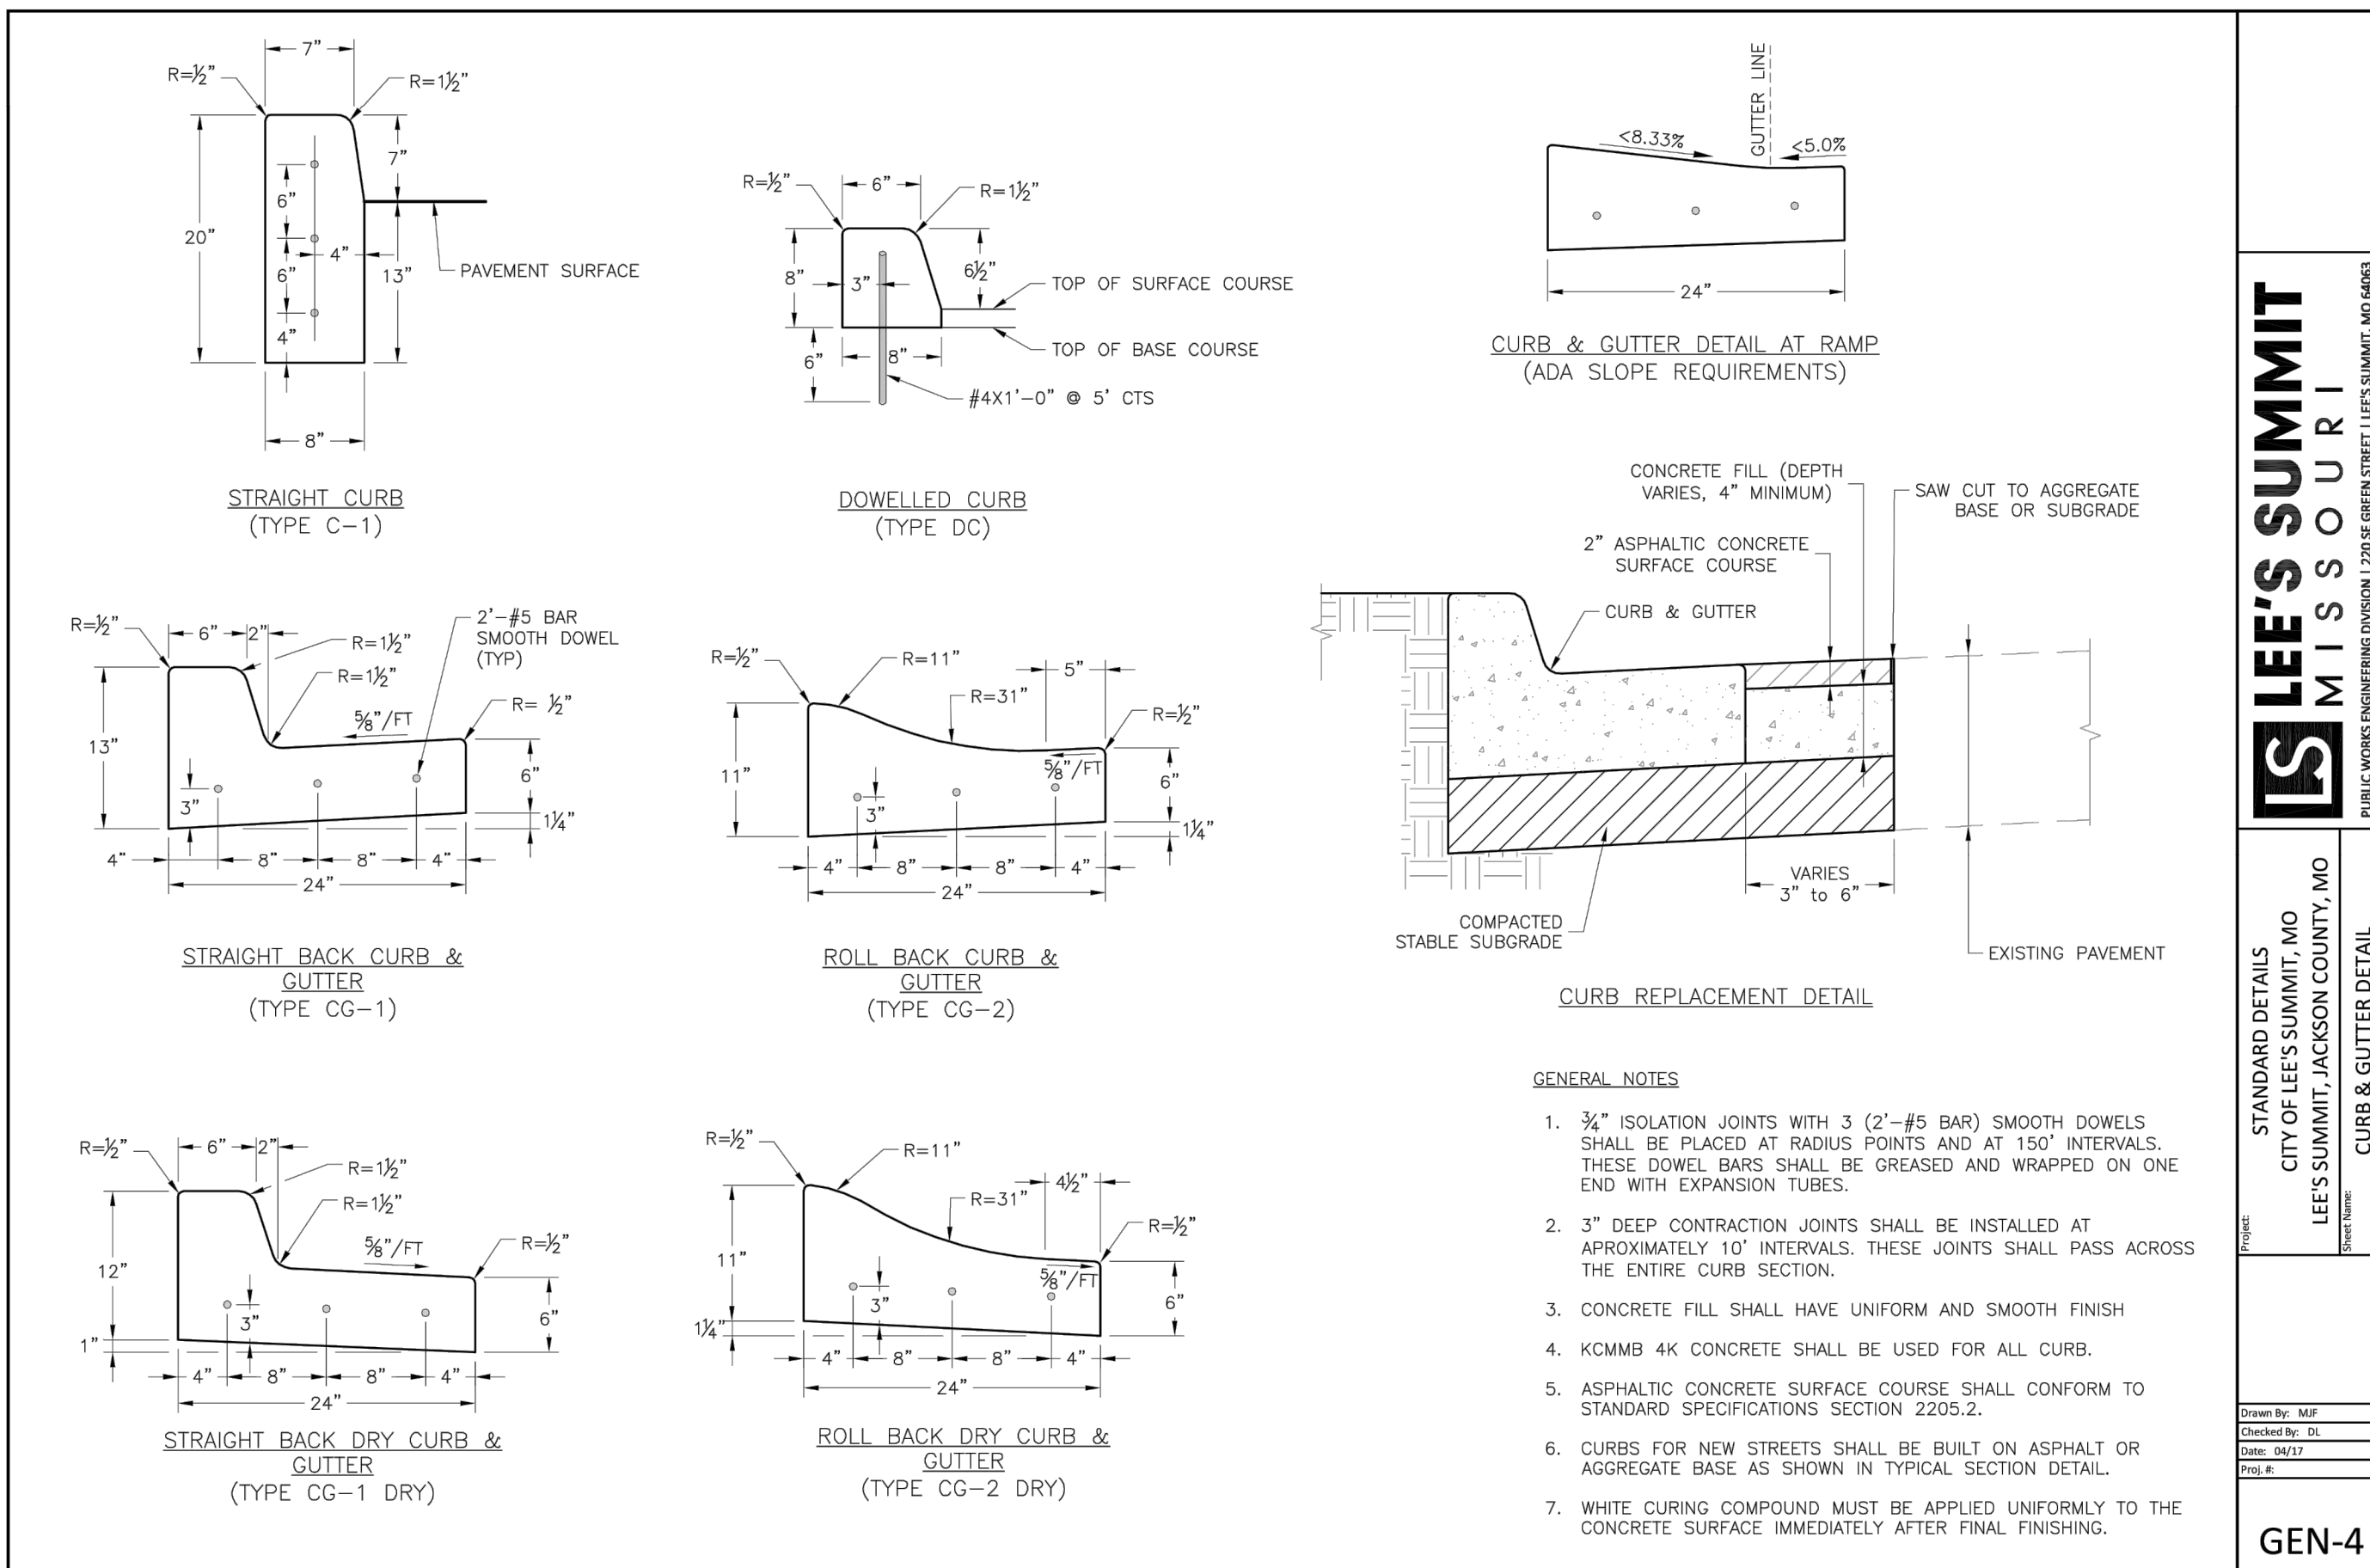 7"
R=½"
R=1½"
7"
6"
20"
4"
6"
13"
PAVEMENT SURFACE
4"
8"
STRAIGHT CURB
(TYPE C-1)
R=½"
6"
R=1½"
8"
3"
6½"
TOP OF SURFACE COURSE
6"
8"
TOP OF BASE COURSE
#4X1'-0" @ 5' CTS
DOWELLED CURB
(TYPE DC)
GUTTER LINE
<8.33%
<5.0%
24"
CURB & GUTTER DETAIL AT RAMP
(ADA SLOPE REQUIREMENTS)
R=½"
6"
2"
R=1½"
R=1½"
2'-#5 BAR
SMOOTH DOWEL
(TYP)
R= ½"
⅝"/FT
13"
3"
6"
1¼"
4"
8"
8"
4"
24"
STRAIGHT BACK CURB &
GUTTER
(TYPE CG-1)
R=½"
R=11"
5"
R=31"
R=½"
11"
⅝"/FT
3"
6"
1¼"
4"
8"
8"
4"
24"
ROLL BACK CURB &
GUTTER
(TYPE CG-2)
CONCRETE FILL (DEPTH
VARIES, 4" MINIMUM)
SAW CUT TO AGGREGATE
BASE OR SUBGRADE
2" ASPHALTIC CONCRETE
SURFACE COURSE
CURB & GUTTER
VARIES
3" to 6"
COMPACTED
STABLE SUBGRADE
EXISTING PAVEMENT
CURB REPLACEMENT DETAIL
R=½"
6"
2"
R=1½"
R=1½"
⅝"/FT
R=½"
12"
3"
6"
1"
4"
8"
8"
4"
24"
STRAIGHT BACK DRY CURB &
GUTTER
(TYPE CG-1 DRY)
R=½"
R=11"
4½"
R=31"
R=½"
11"
⅝"/FT
3"
6"
1¼"
4"
8"
8"
4"
24"
ROLL BACK DRY CURB &
GUTTER
(TYPE CG-2 DRY)
GENERAL NOTES
1. ¾" ISOLATION JOINTS WITH 3 (2'-#5 BAR) SMOOTH DOWELS
SHALL BE PLACED AT RADIUS POINTS AND AT 150' INTERVALS.
THESE DOWEL BARS SHALL BE GREASED AND WRAPPED ON ONE
END WITH EXPANSION TUBES.
2. 3" DEEP CONTRACTION JOINTS SHALL BE INSTALLED AT
APROXIMATELY 10' INTERVALS. THESE JOINTS SHALL PASS ACROSS
THE ENTIRE CURB SECTION.
3. CONCRETE FILL SHALL HAVE UNIFORM AND SMOOTH FINISH
4. KCMMB 4K CONCRETE SHALL BE USED FOR ALL CURB.
5. ASPHALTIC CONCRETE SURFACE COURSE SHALL CONFORM TO
STANDARD SPECIFICATIONS SECTION 2205.2.
6. CURBS FOR NEW STREETS SHALL BE BUILT ON ASPHALT OR
AGGREGATE BASE AS SHOWN IN TYPICAL SECTION DETAIL.
7. WHITE CURING COMPOUND MUST BE APPLIED UNIFORMLY TO THE
CONCRETE SURFACE IMMEDIATELY AFTER FINAL FINISHING.
LS
LEE'S SUMMIT
MISSOURI
PUBLIC WORKS ENGINEERING DIVISION | 220 SE GREEN STREET | LEE'S SUMMIT, MO 64063
Project:
STANDARD DETAILS
CITY OF LEE'S SUMMIT, MO
LEE'S SUMMIT, JACKSON COUNTY, MO
Sheet Name:
CURB & GUTTER DETAIL
Drawn By: MJF
Checked By: DL
Date: 04/17
Proj. #:
GEN-4